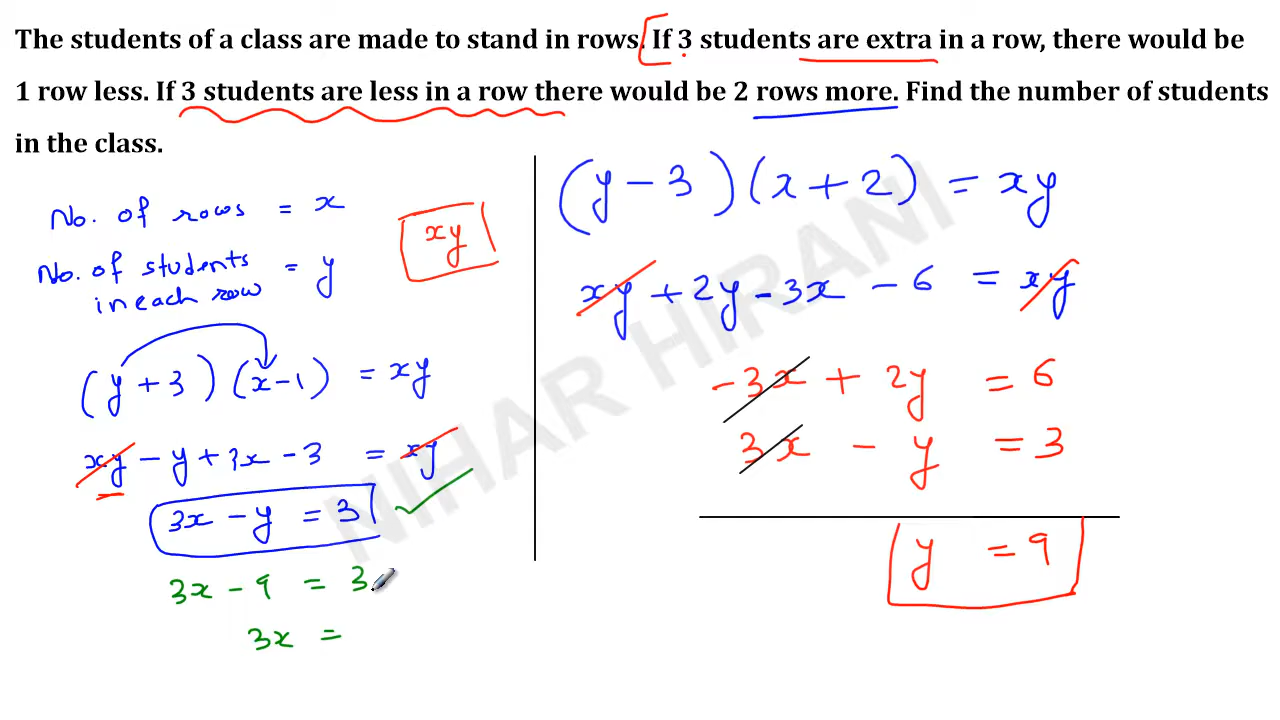 The students of a class are made to stand in rows. If 3 students are extra in a row, there would be
1 row less. If 3 students are less in a row there would be 2 rows more. Find the number of students
in the class.
No. of rows = x
xy
No. of students = y
in each row
(y + 3)(x - 1) = xy
xy - y + 3x - 3 = xy
3x - y = 3
3x - 9 = 3
3x =
(y - 3)(x + 2) = xy
xy + 2y - 3x - 6 = xy
-3x + 2y = 6
3x - y = 3
y = 9
NIHAR HIRANI